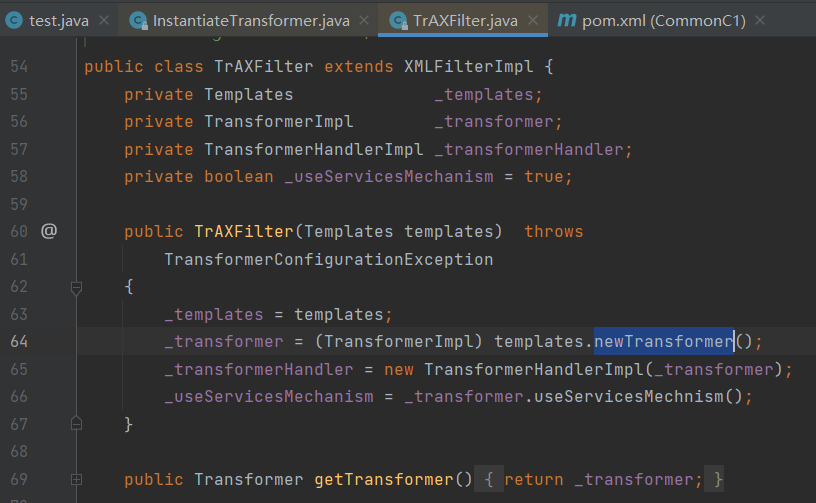 test.java InstantiateTransformer.java TrAXFilter.java pom.xml (CommonC1)
54 public class TrAXFilter extends XMLFilterImpl {
55 private Templates _templates;
56 private TransformerImpl _transformer;
57 private TransformerHandlerImpl _transformerHandler;
58 private boolean _useServicesMechanism = true;
59
60 @ public TrAXFilter(Templates templates) throws
61 TransformerConfigurationException
62 {
63 _templates = templates;
64 _transformer = (TransformerImpl) templates.newTransformer();
65 _transformerHandler = new TransformerHandlerImpl(_transformer);
66 _useServicesMechanism = _transformer.useServicesMechnism();
67 }
68
69 public Transformer getTransformer() { return _transformer; }